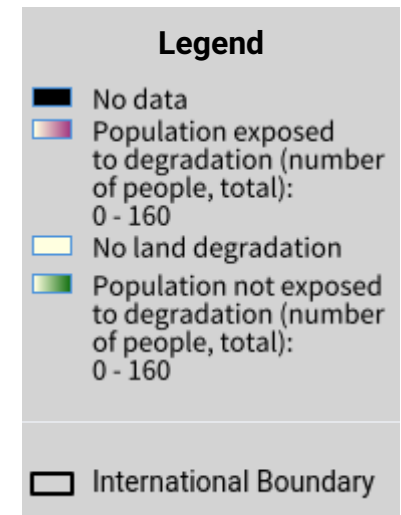 Legend
No data
Population exposed
to degradation (number
of people, total):
0 - 160
No land degradation
Population not exposed
to degradation (number
of people, total):
0 - 160
International Boundary